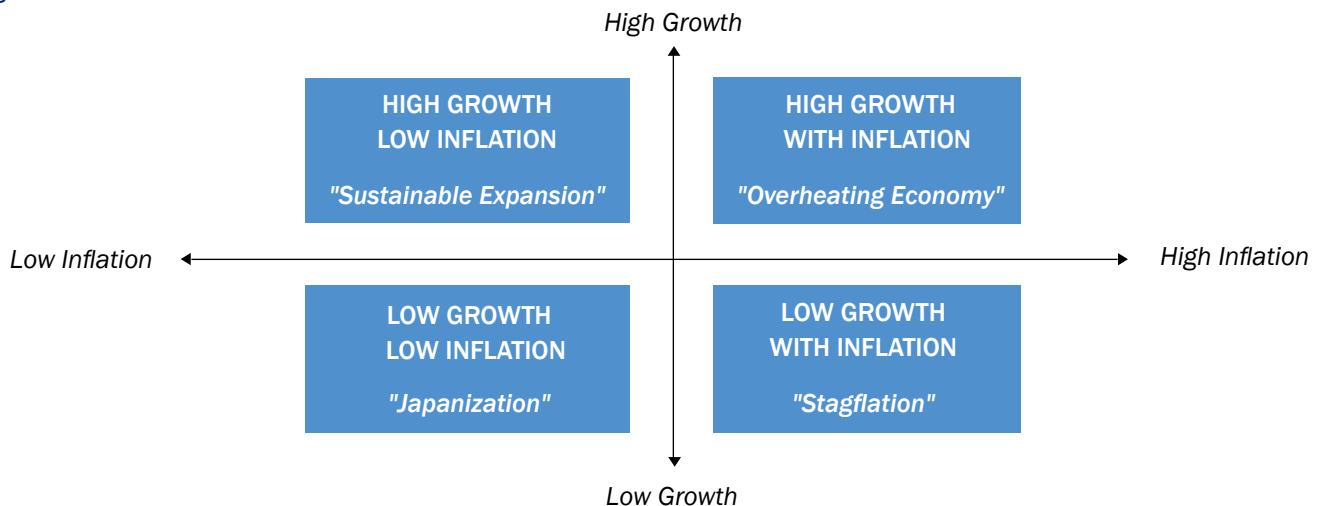 High Growth
HIGH GROWTH
LOW INFLATION
"Sustainable Expansion"
HIGH GROWTH
WITH INFLATION
"Overheating Economy"
Low Inflation
High Inflation
LOW GROWTH
LOW INFLATION
"Japanization"
LOW GROWTH
WITH INFLATION
"Stagflation"
Low Growth